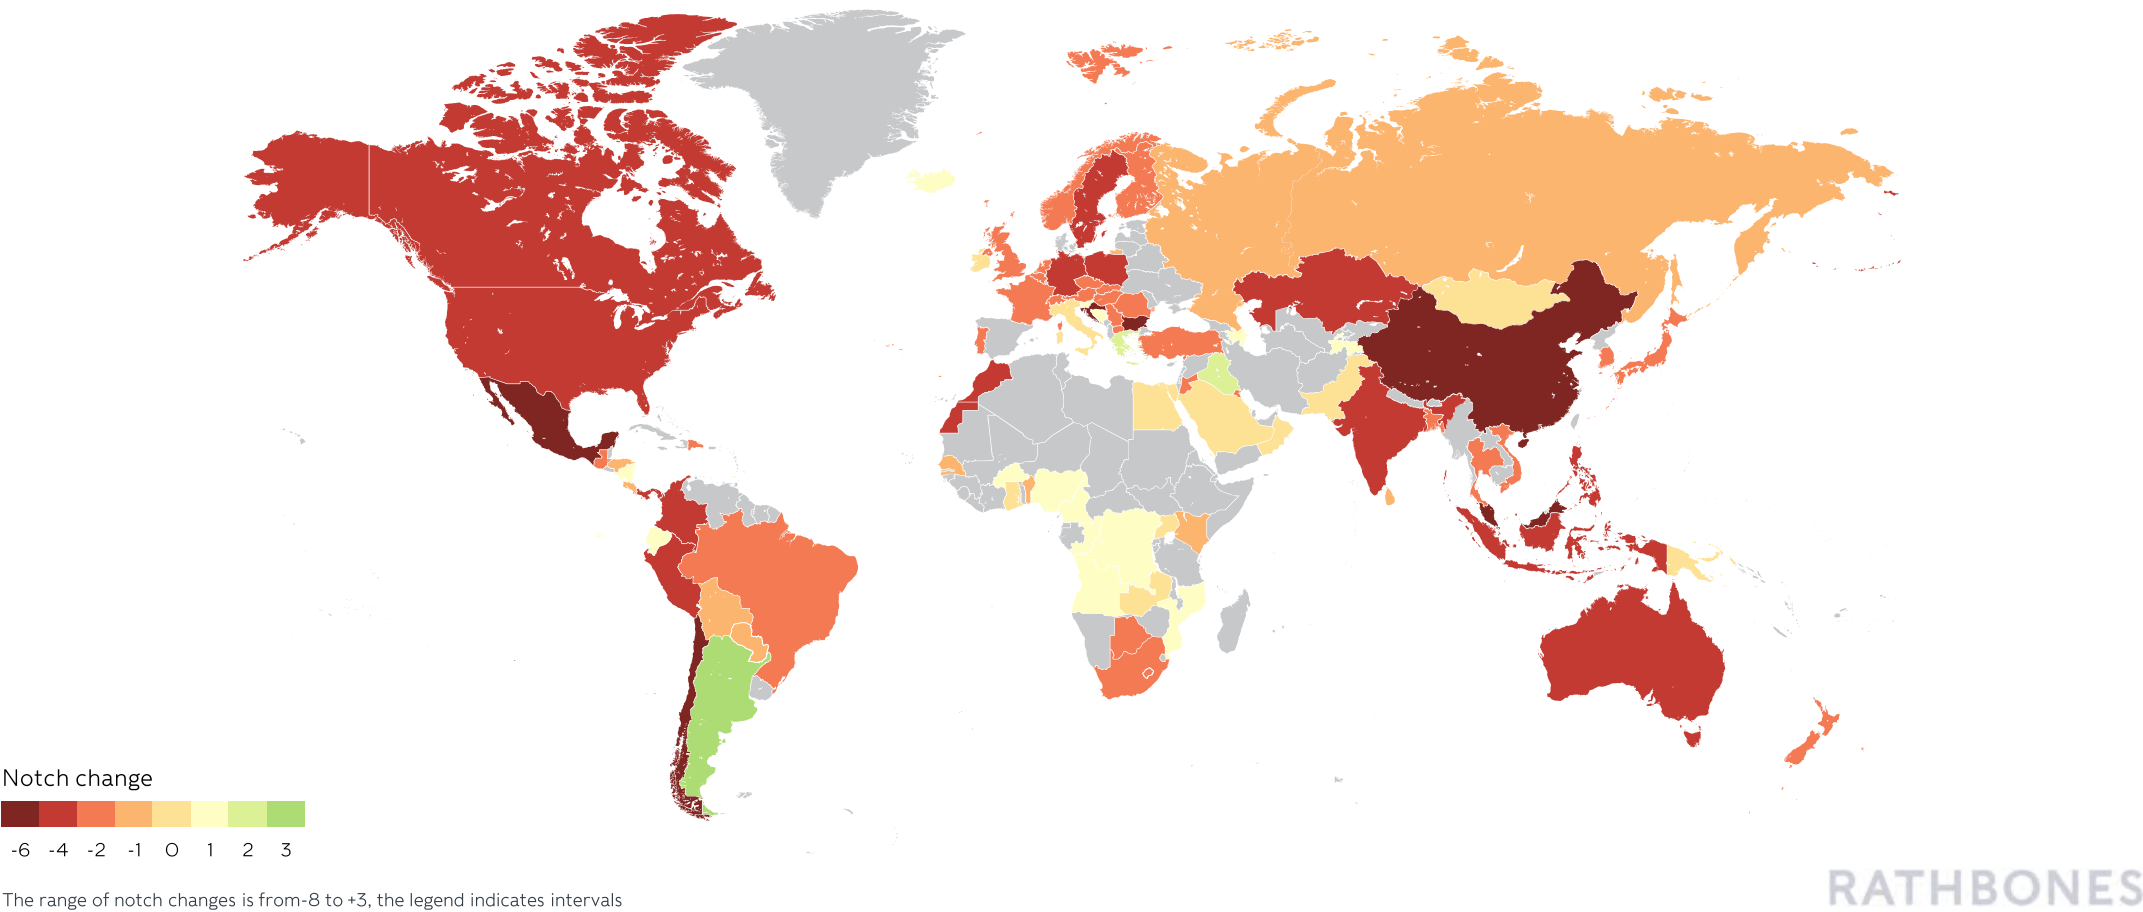 Notch change
-6 -4 -2 -1 0 1 2 3
The range of notch changes is from-8 to +3, the legend indicates intervals
RATHBONES